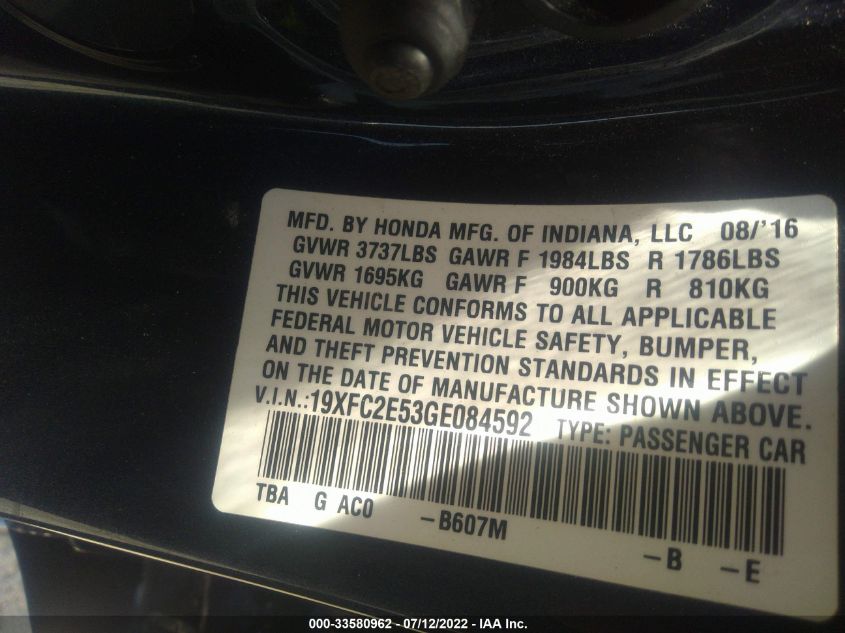 MFD. BY HONDA MFG. OF INDIANA, LLC 08/'16
GVWR 3737LBS GAWR F 1984LBS R 1786LBS
GVWR 1695KG GAWR F 900KG R 810KG
THIS VEHICLE CONFORMS TO ALL APPLICABLE
FEDERAL MOTOR VEHICLE SAFETY, BUMPER,
AND THEFT PREVENTION STANDARDS IN EFFECT
ON THE DATE OF MANUFACTURE SHOWN ABOVE.
V.I.N.:19XFC2E53GE084592 TYPE: PASSENGER CAR
TBA G AC0 -B607M -B -E
000-33580962 - 07/12/2022 - IAA Inc.